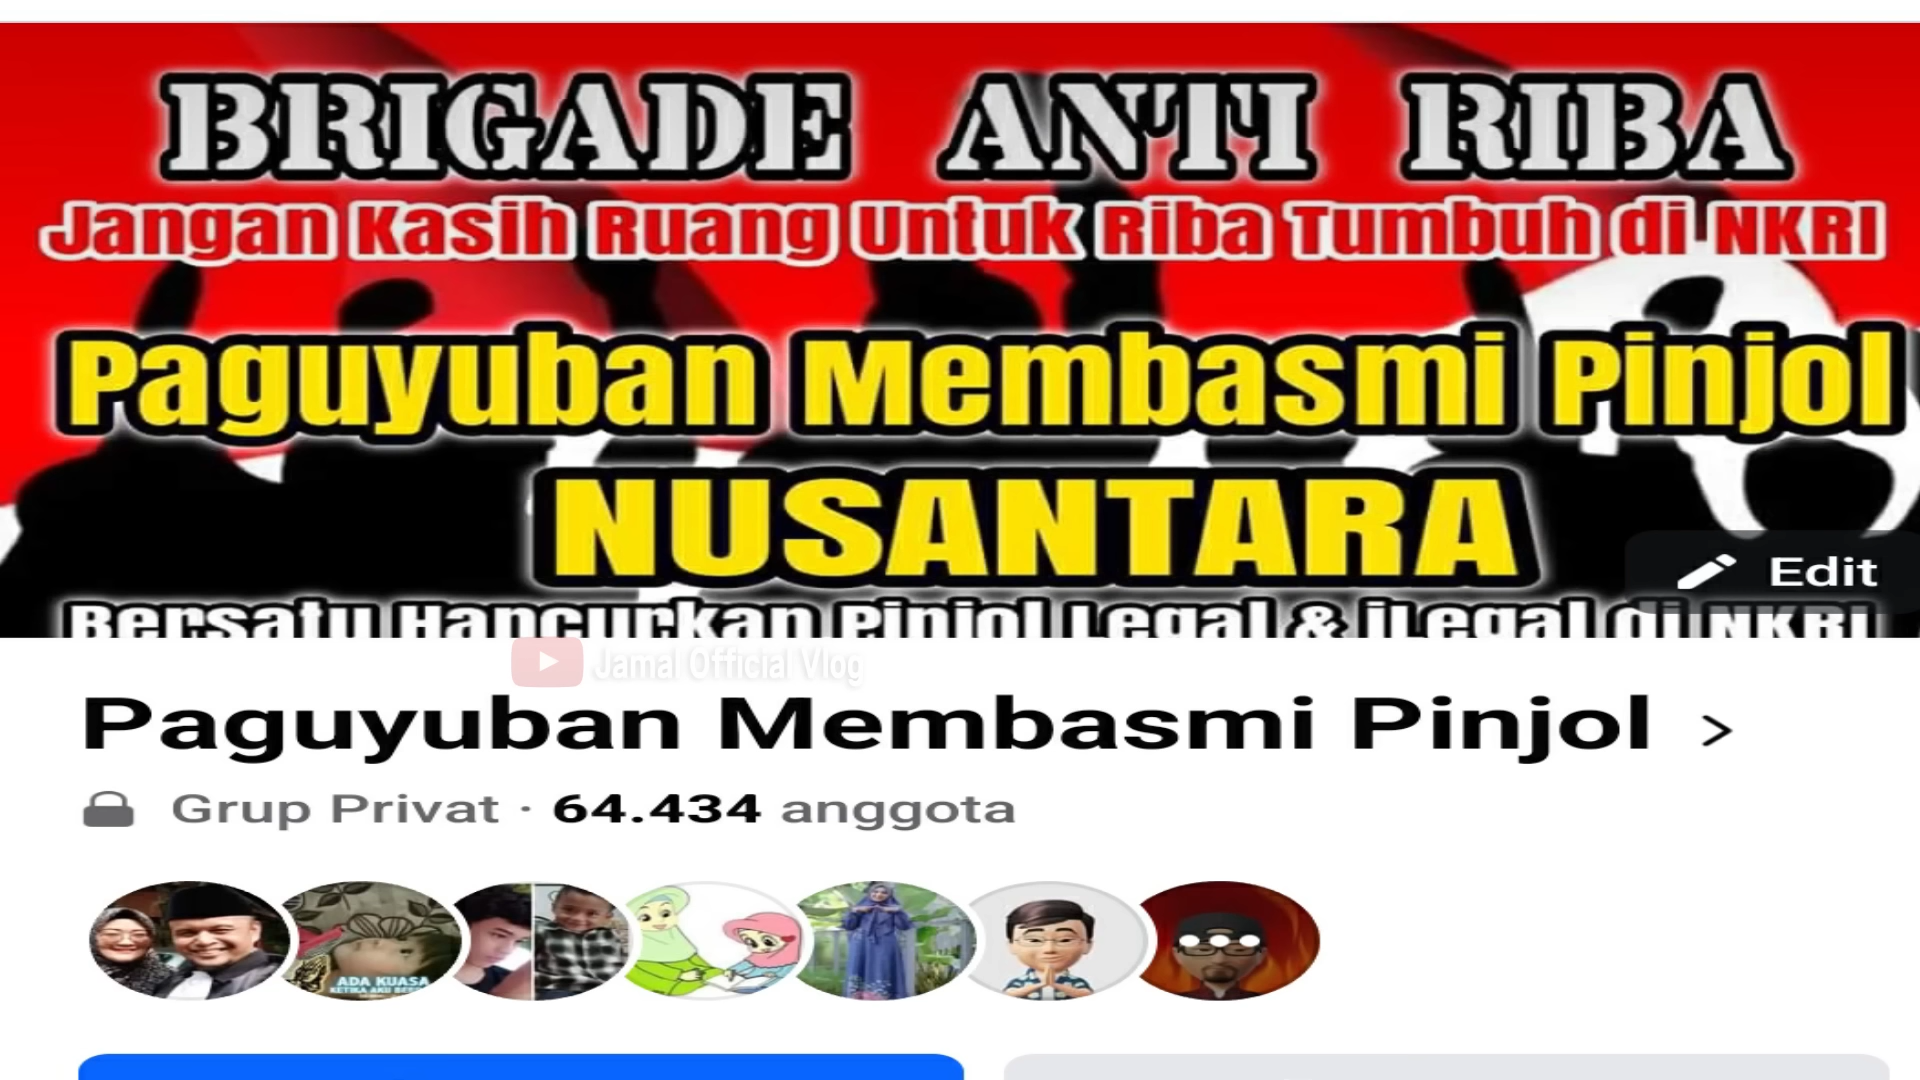 BRIGADE ANTI RIBA
Jangan Kasih Ruang Untuk Riba Tumbuh di NKRI
Paguyuban Membasmi Pinjol
NUSANTARA
Edit
Bersatu Hancurkan Pinjol Legal & iLegal di NKRI
Jamal Official Vlog
Paguyuban Membasmi Pinjol >
Grup Privat · 64.434 anggota
ADA KUASA